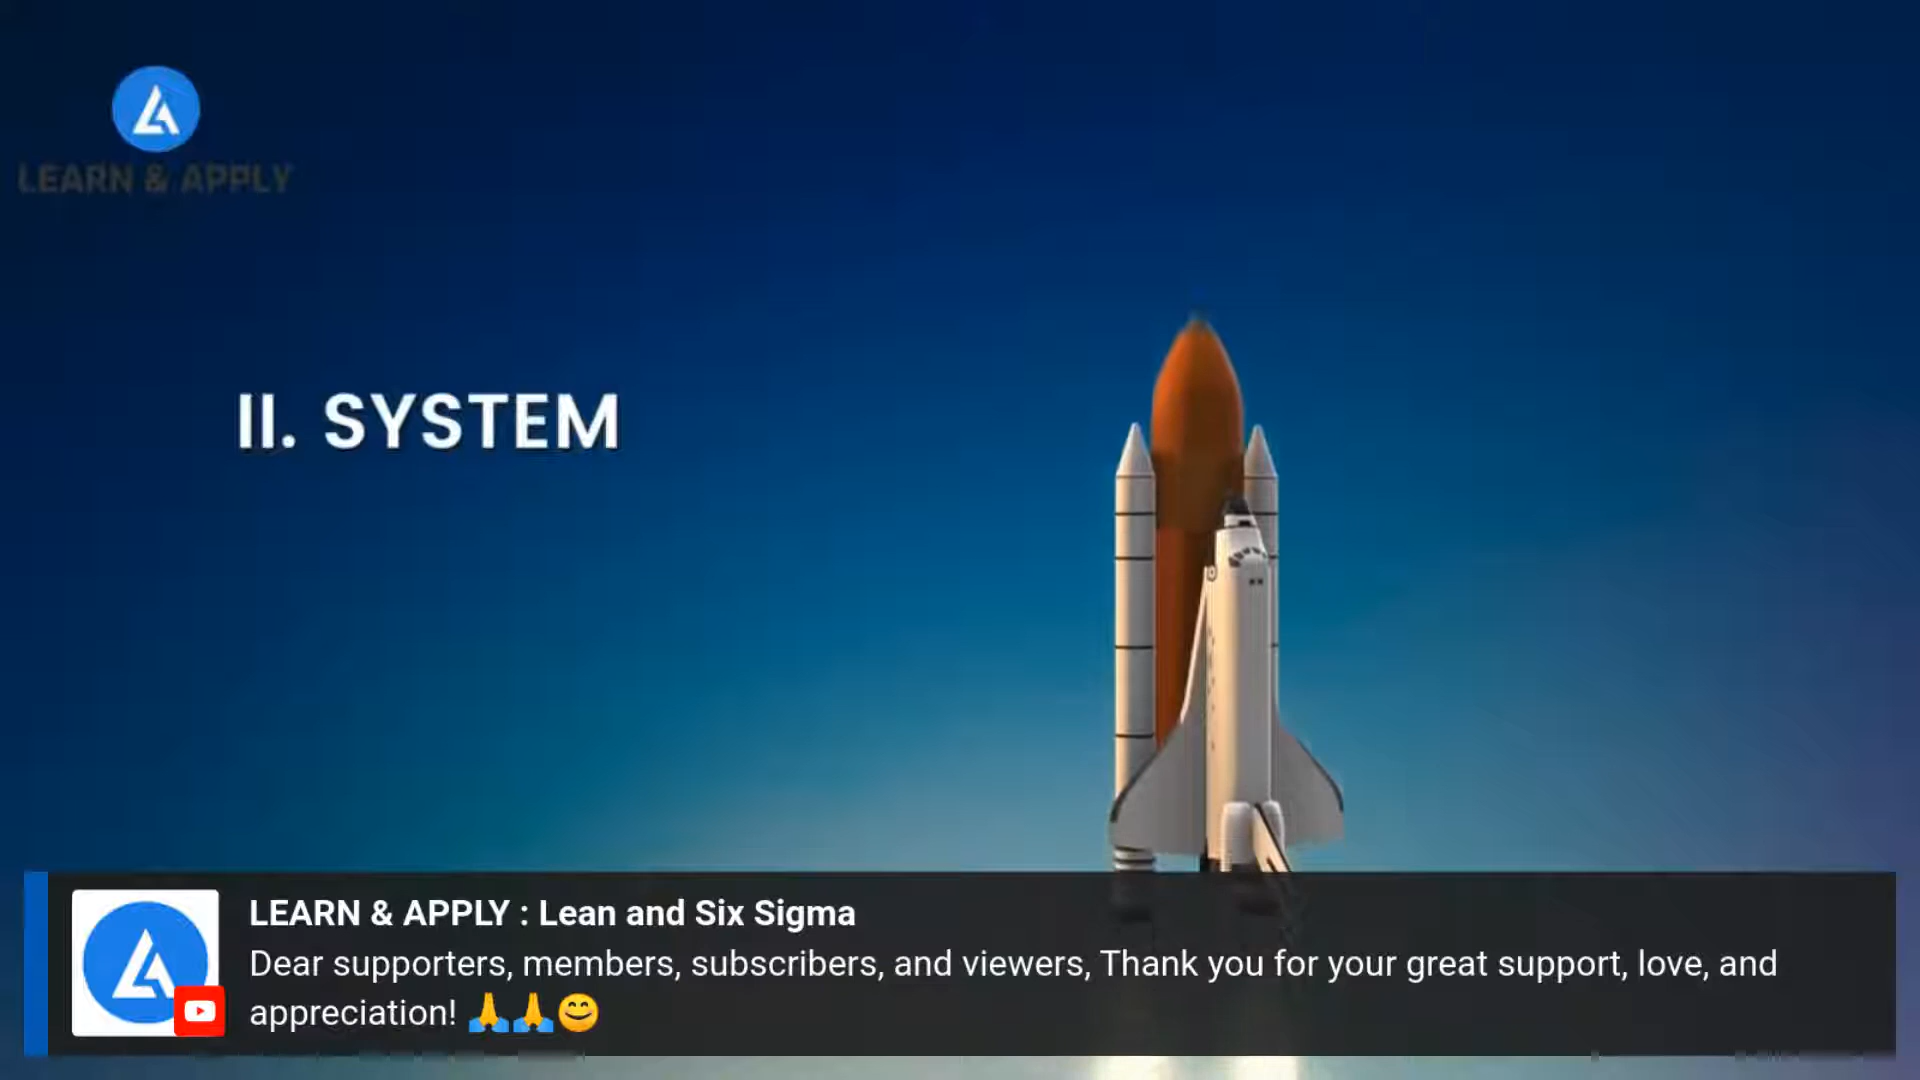 LEARN & APPLY
II. SYSTEM
LEARN & APPLY : Lean and Six Sigma
Dear supporters, members, subscribers, and viewers, Thank you for your great support, love, and
appreciation! 🙏🙏😊